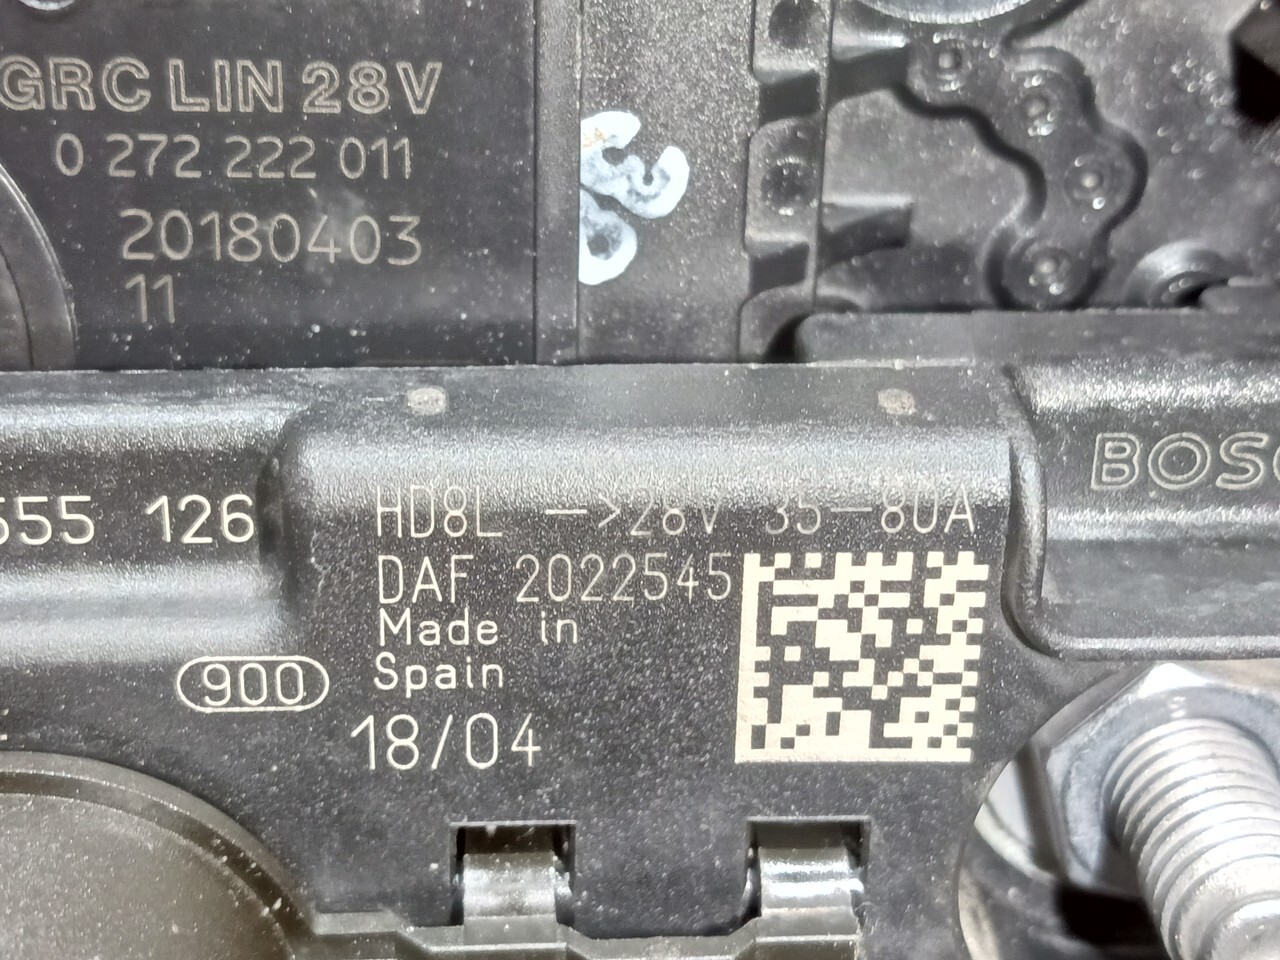 GRC LIN 28V
0 272 222 011
20180403
11
555 126
HD8L —>28V 35-80A
DAF 2022545
Made in
Spain
900
18/04
BOSC